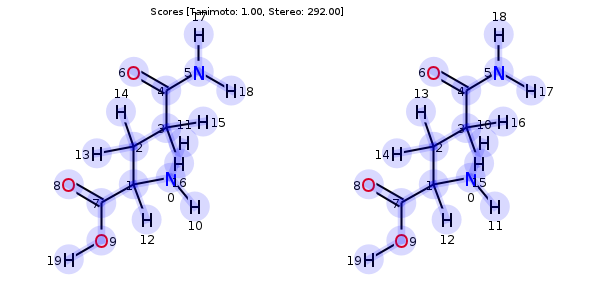 Scores [Tanimoto: 1.00, Stereo: 292.00]
17
H
6 O 5 N
4 H 18
14
H
3 11 H 15
H
13 H 2
H
8 O 1 N 16
0
7 H 10
H
12
O 9
19 H
18
H
6 O 5 N
4 H 17
13
H
3 10 H 16
H
14 H 2
H
8 O 1 N 15
0
7 H
11
H
12
O 9
19 H